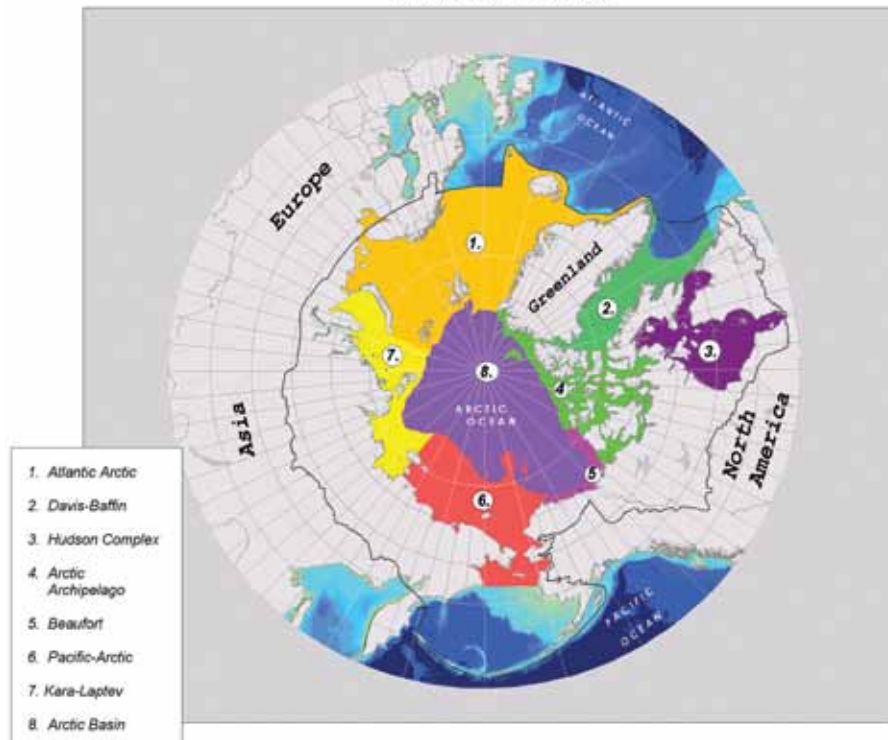 ATLANTIC
OCEAN
Europe
1.
Greenland
2.
7.
3.
8.
4
Asia
ARCTIC
OCEAN
North
America
5
6.
PACIFIC
OCEAN
1. Atlantic Arctic
2 Davis-Baffin
3 Hudson Complex
4 Arctic
Archipelago
5. Beaufort
6. Pacific-Arctic
7. Kara-Laptev
8. Arctic Basin